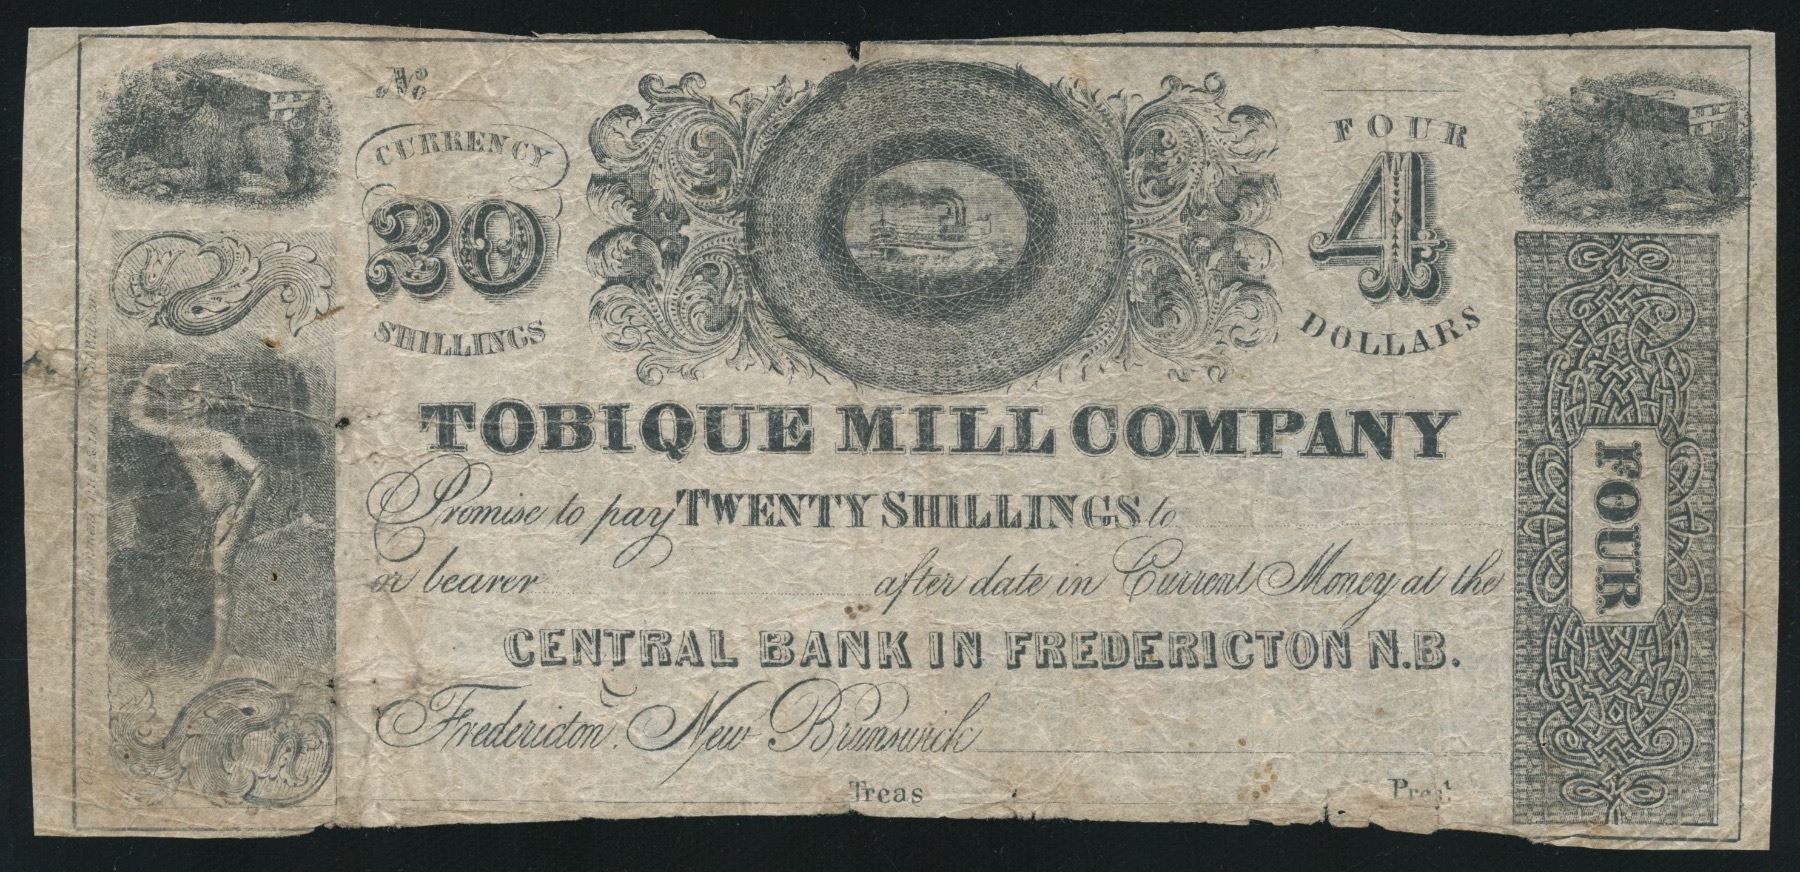 No
CURRENCY
20
SHILLINGS
FOUR
4
DOLLARS
TOBIQUE MILL COMPANY
Promise to pay TWENTY SHILLINGS to
or bearer after date in Current Money at the
CENTRAL BANK IN FREDERICTON N.B.
Fredericton, New Brunswick
Treas
Prest
FOUR